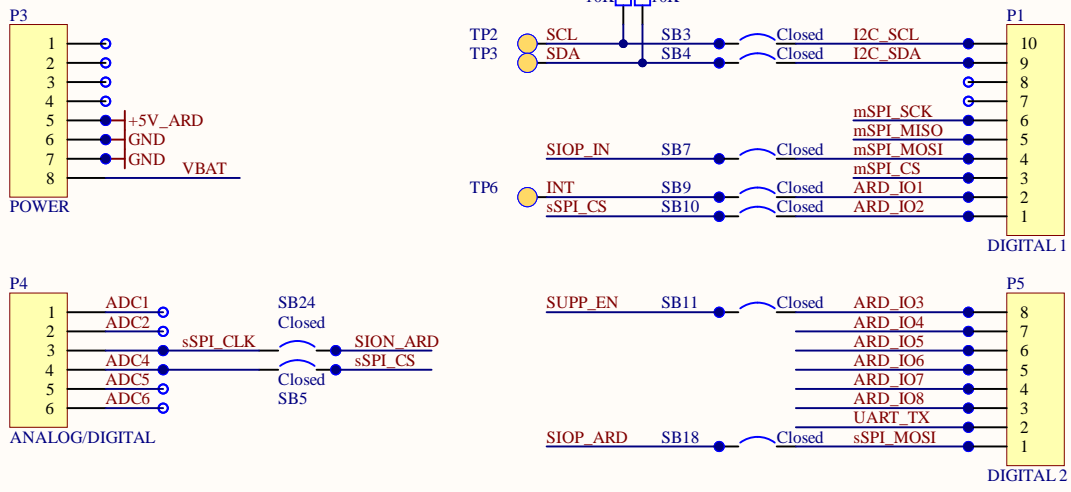 10K 10K
P3
1
2
3
4
5 +5V_ARD
6 GND
7 GND
8 VBAT
POWER
P1
TP2 SCL SB3 Closed I2C_SCL 10
TP3 SDA SB4 Closed I2C_SDA 9
8
7
mSPI_SCK 6
mSPI_MISO 5
SIOP_IN SB7 Closed mSPI_MOSI 4
mSPI_CS 3
TP6 INT SB9 Closed ARD_IO1 2
sSPI_CS SB10 Closed ARD_IO2 1
DIGITAL 1
P4
1 ADC1 SB24
2 ADC2 Closed
3 sSPI_CLK SION_ARD
4 ADC4 sSPI_CS
5 ADC5 Closed
6 ADC6 SB5
ANALOG/DIGITAL
P5
SUPP_EN SB11 Closed ARD_IO3 8
ARD_IO4 7
ARD_IO5 6
ARD_IO6 5
ARD_IO7 4
ARD_IO8 3
UART_TX 2
SIOP_ARD SB18 Closed sSPI_MOSI 1
DIGITAL 2